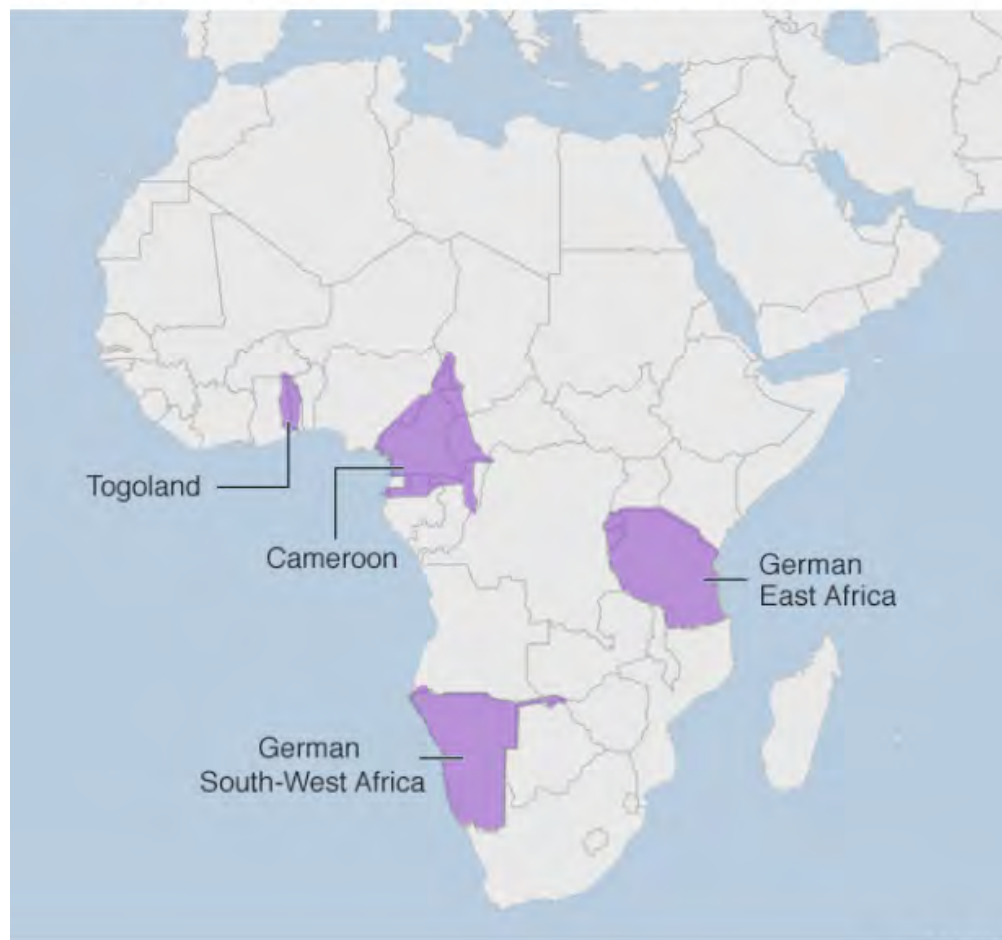 Togoland
Cameroon
German
East Africa
German
South-West Africa